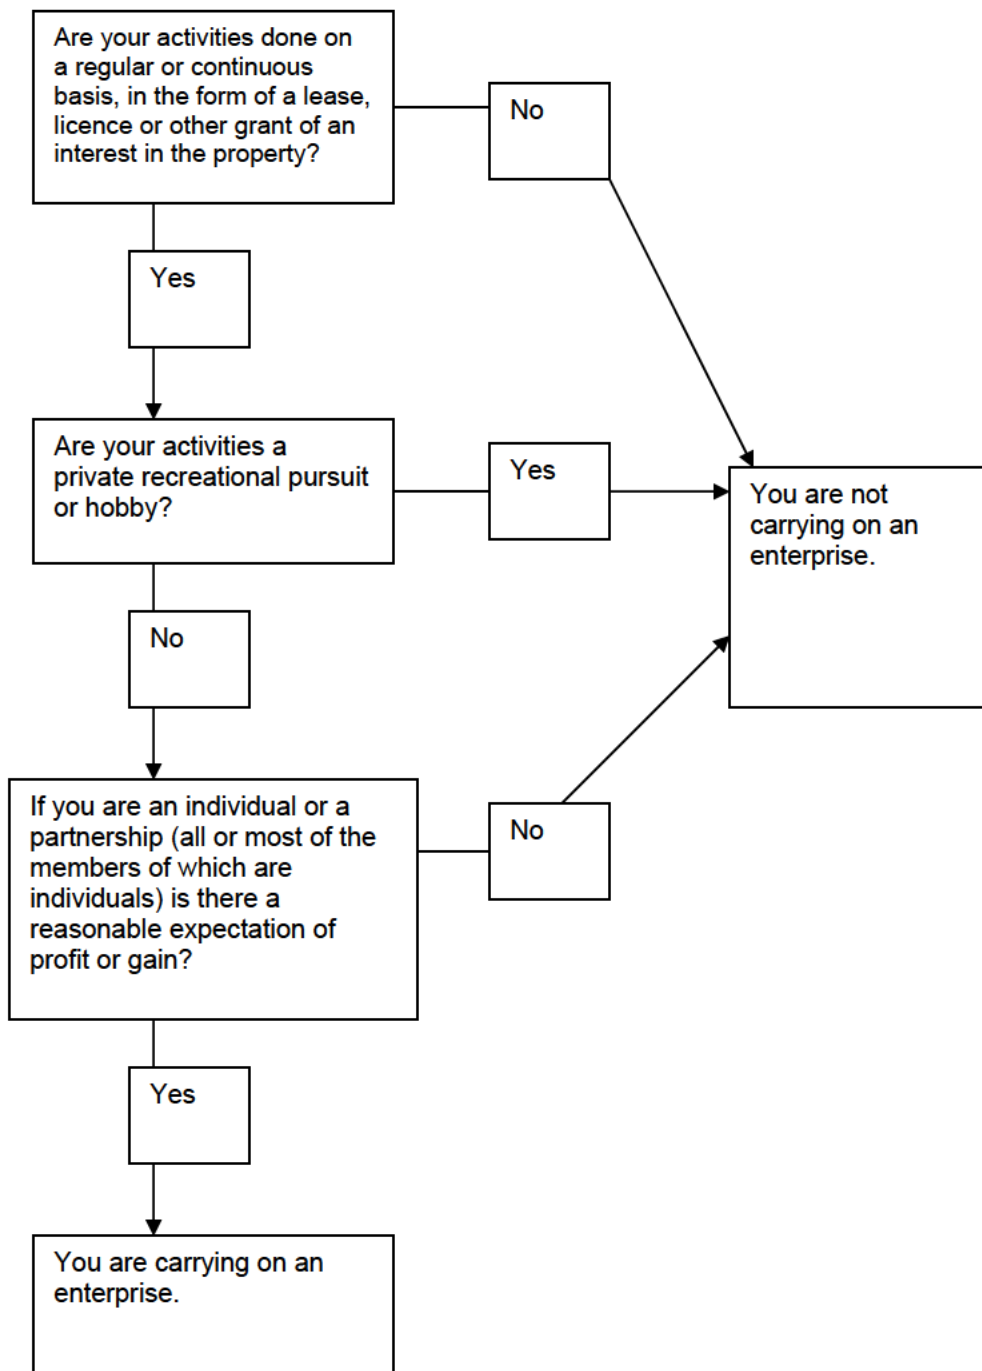 Are your activities done on
a regular or continuous
basis, in the form of a lease,
licence or other grant of an
interest in the property?
No
Yes
Are your activities a
private recreational pursuit
or hobby?
Yes
You are not
carrying on an
enterprise.
No
If you are an individual or a
partnership (all or most of the
members of which are
individuals) is there a
reasonable expectation of
profit or gain?
No
Yes
You are carrying on an
enterprise.